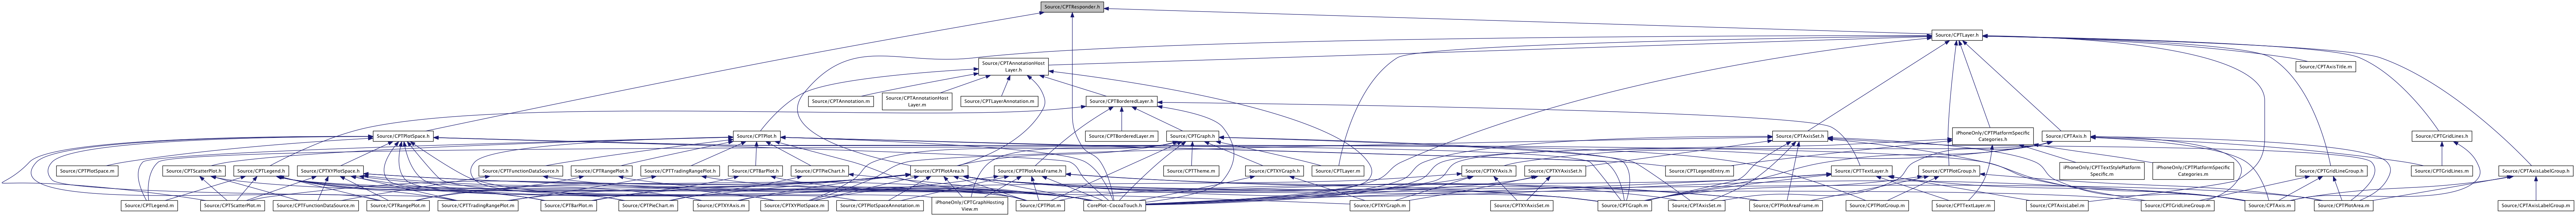 Source/CPTResponder.h
Source/CPTLayer.h
Source/CPTAnnotationHost
Layer.h
Source/CPTAxisTitle.m
Source/CPTAnnotation.m
Source/CPTAnnotationHost
Layer.m
Source/CPTLayerAnnotation.m
Source/CPTBorderedLayer.h
Source/CPTPlotSpace.h
Source/CPTPlot.h
Source/CPTBorderedLayer.m
Source/CPTGraph.h
Source/CPTAxisSet.h
iPhoneOnly/CPTPlatformSpecific
Categories.h
Source/CPTAxis.h
Source/CPTGridLines.h
Source/CPTPlotSpace.m
Source/CPTScatterPlot.h
Source/CPTLegend.h
Source/CPTXYPlotSpace.h
Source/CPTFunctionDataSource.h
Source/CPTRangePlot.h
Source/CPTTradingRangePlot.h
Source/CPTBarPlot.h
Source/CPTPieChart.h
Source/CPTPlotArea.h
Source/CPTPlotAreaFrame.h
Source/CPTTheme.m
Source/CPTXYGraph.h
Source/CPTLayer.m
Source/CPTXYAxis.h
Source/CPTXYAxisSet.h
Source/CPTLegendEntry.m
Source/CPTTextLayer.h
Source/CPTPlotGroup.h
iPhoneOnly/CPTTextStylePlatform
Specific.m
iPhoneOnly/CPTPlatformSpecific
Categories.m
Source/CPTGridLineGroup.h
Source/CPTGridLines.m
Source/CPTAxisLabelGroup.h
Source/CPTLegend.m
Source/CPTScatterPlot.m
Source/CPTFunctionDataSource.m
Source/CPTRangePlot.m
Source/CPTTradingRangePlot.m
Source/CPTBarPlot.m
Source/CPTPieChart.m
Source/CPTXYAxis.m
Source/CPTXYPlotSpace.m
Source/CPTPlotSpaceAnnotation.m
iPhoneOnly/CPTGraphHosting
View.m
Source/CPTPlot.m
CorePlot-CocoaTouch.h
Source/CPTXYGraph.m
Source/CPTXYAxisSet.m
Source/CPTGraph.m
Source/CPTAxisSet.m
Source/CPTPlotAreaFrame.m
Source/CPTPlotGroup.m
Source/CPTTextLayer.m
Source/CPTAxisLabel.m
Source/CPTGridLineGroup.m
Source/CPTAxis.m
Source/CPTPlotArea.m
Source/CPTAxisLabelGroup.m